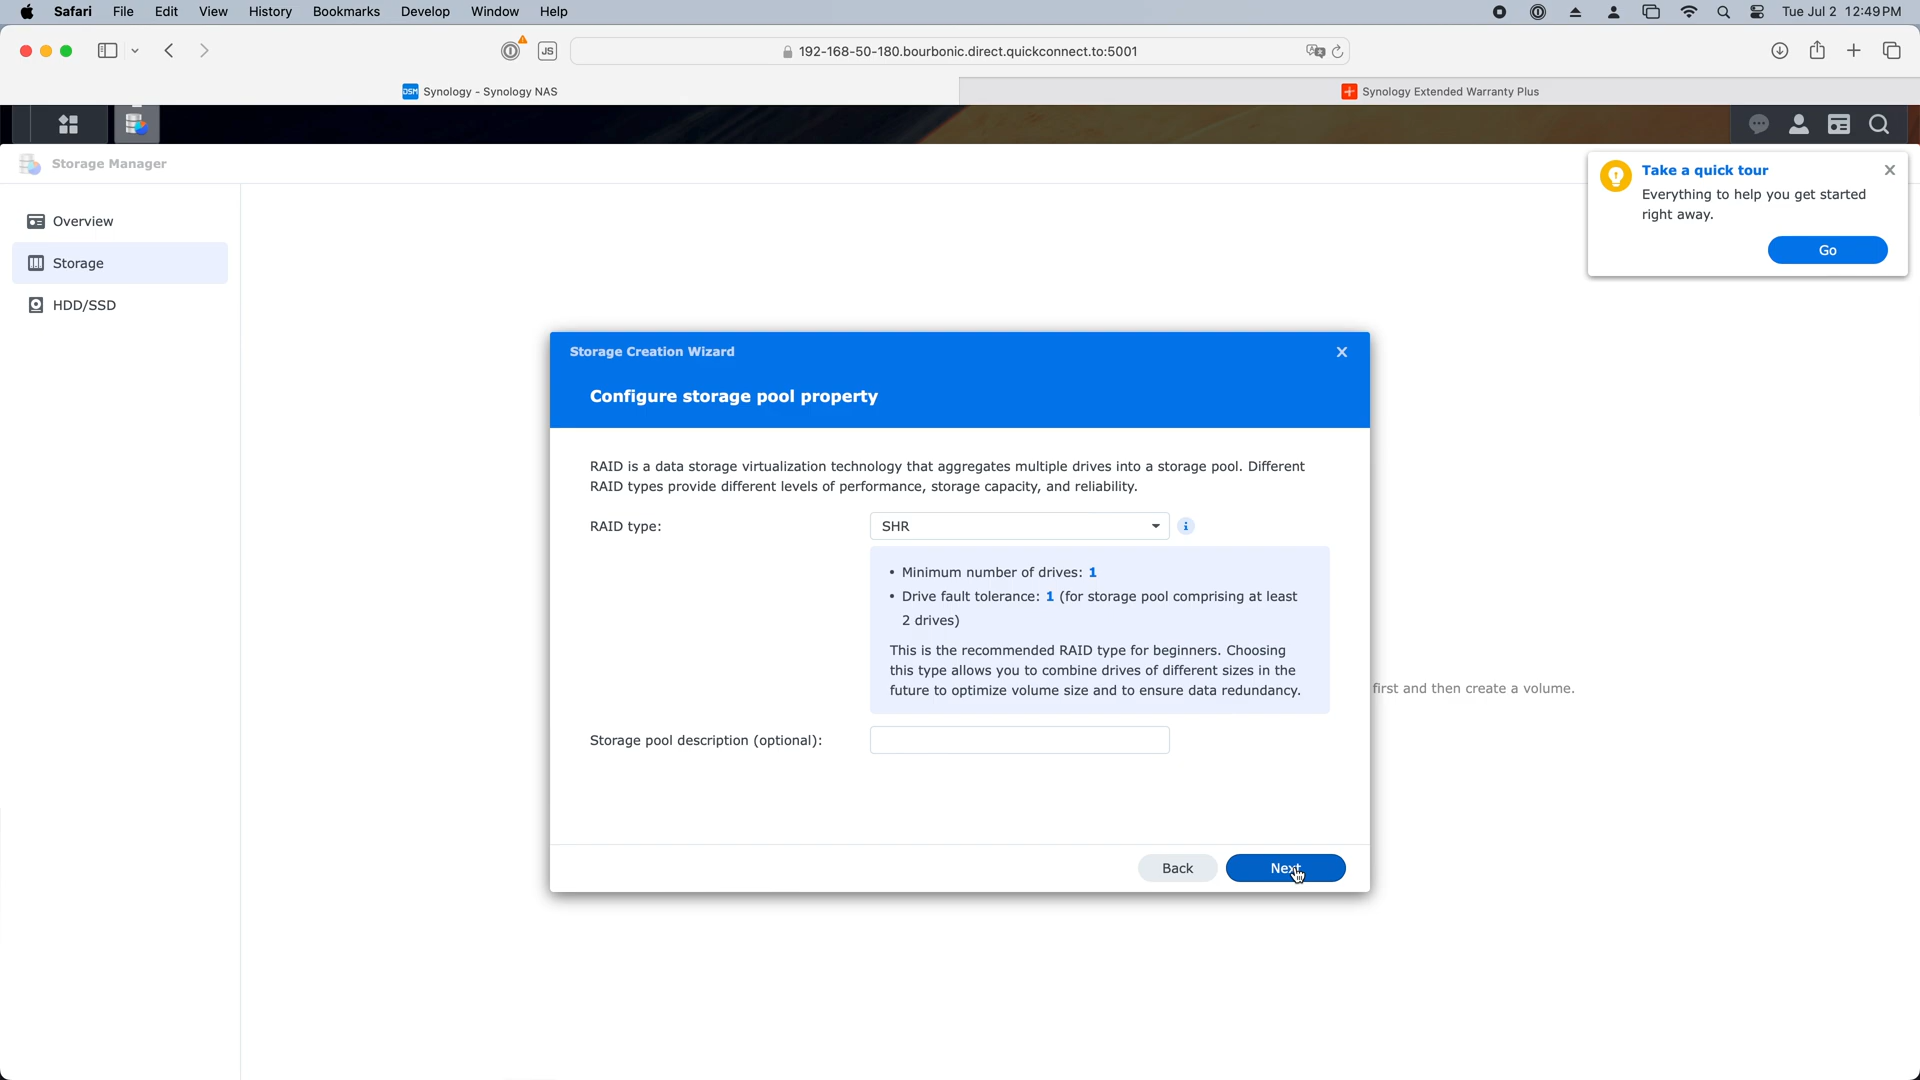 Safari File Edit View History Bookmarks Develop Window Help Tue Jul 2 12:49PM
JS 192-168-50-180.bourbonic.direct.quickconnect.to:5001
DSM Synology - Synology NAS Synology Extended Warranty Plus
Storage Manager
Overview
Storage
HDD/SSD
Take a quick tour
Everything to help you get started
right away.
Go
Storage Creation Wizard
Configure storage pool property
RAID is a data storage virtualization technology that aggregates multiple drives into a storage pool. Different
RAID types provide different levels of performance, storage capacity, and reliability.
RAID type: SHR
• Minimum number of drives: 1
• Drive fault tolerance: 1 (for storage pool comprising at least
2 drives)
This is the recommended RAID type for beginners. Choosing
this type allows you to combine drives of different sizes in the
future to optimize volume size and to ensure data redundancy.
first and then create a volume.
Storage pool description (optional):
Back Next